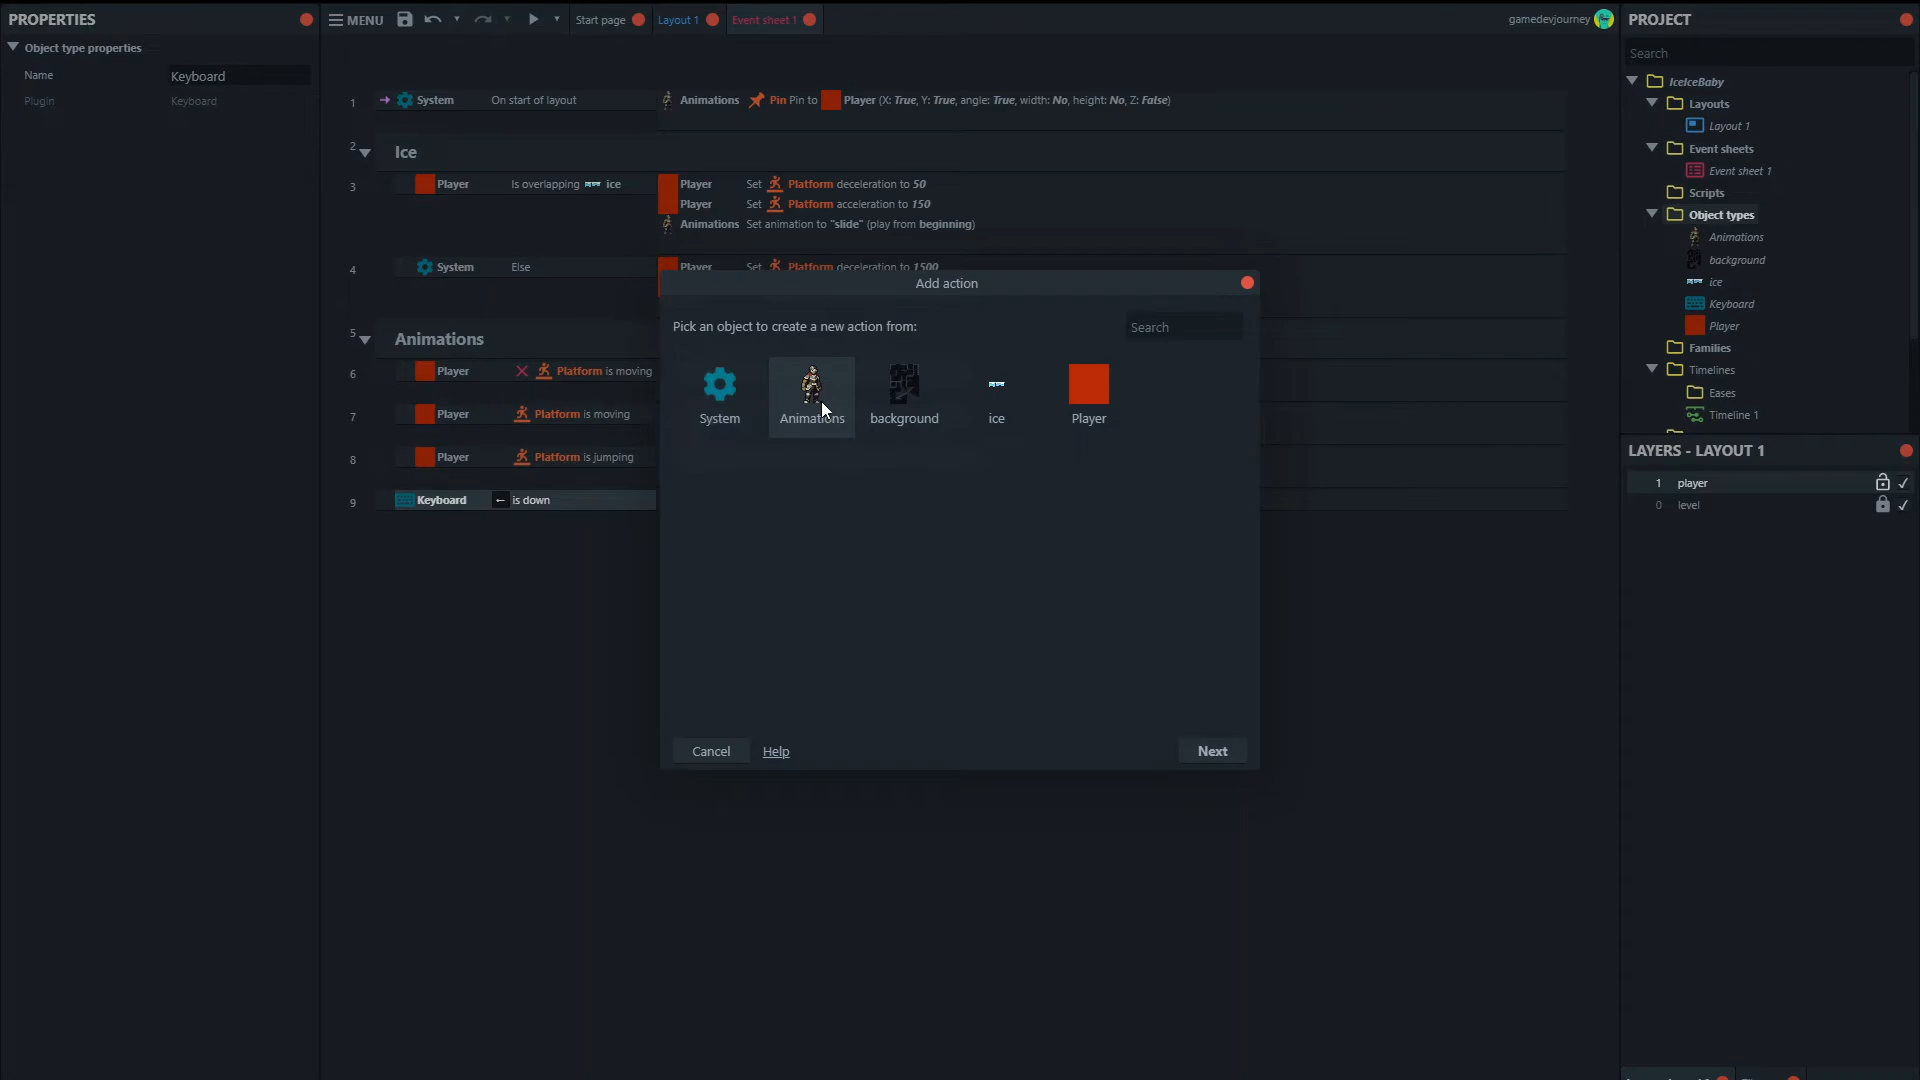 PROPERTIES
Object type properties
Name Keyboard
Plugin Keyboard
MENU Start page Layout 1 Event sheet 1 gamedevjourney
1 System On start of layout Animations Pin Pin to Player (X: True, Y: True, angle: True, width: No, height: No, Z: False)
2 Ice
3 Player Is overlapping ice Player Set Platform deceleration to 50
Player Set Platform acceleration to 150
Animations Set animation to "slide" (play from beginning)
4 System Else Player Set Platform deceleration to 1500
5 Animations
6 Player Platform is moving
7 Player Platform is moving
8 Player Platform is jumping
9 Keyboard ← is down
Add action
Pick an object to create a new action from: Search
System Animations background ice Player
Cancel Help Next
PROJECT
Search
IceIceBaby
Layouts
Layout 1
Event sheets
Event sheet 1
Scripts
Object types
Animations
background
ice
Keyboard
Player
Families
Timelines
Eases
Timeline 1
LAYERS - LAYOUT 1
1 player
0 level